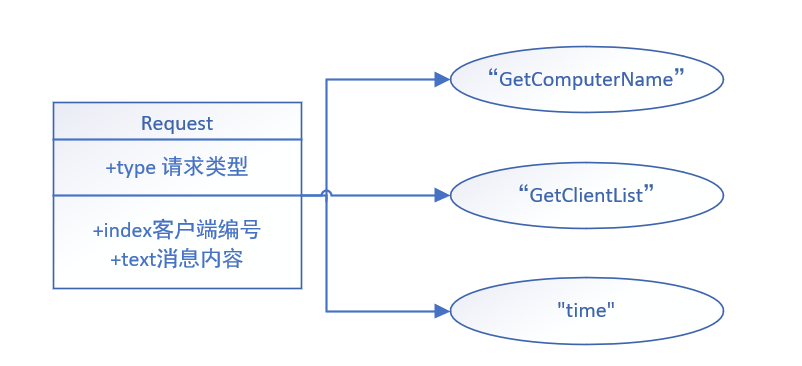 Request
+type 请求类型
+index客户端编号
+text消息内容
“GetComputerName”
“GetClientList”
"time"